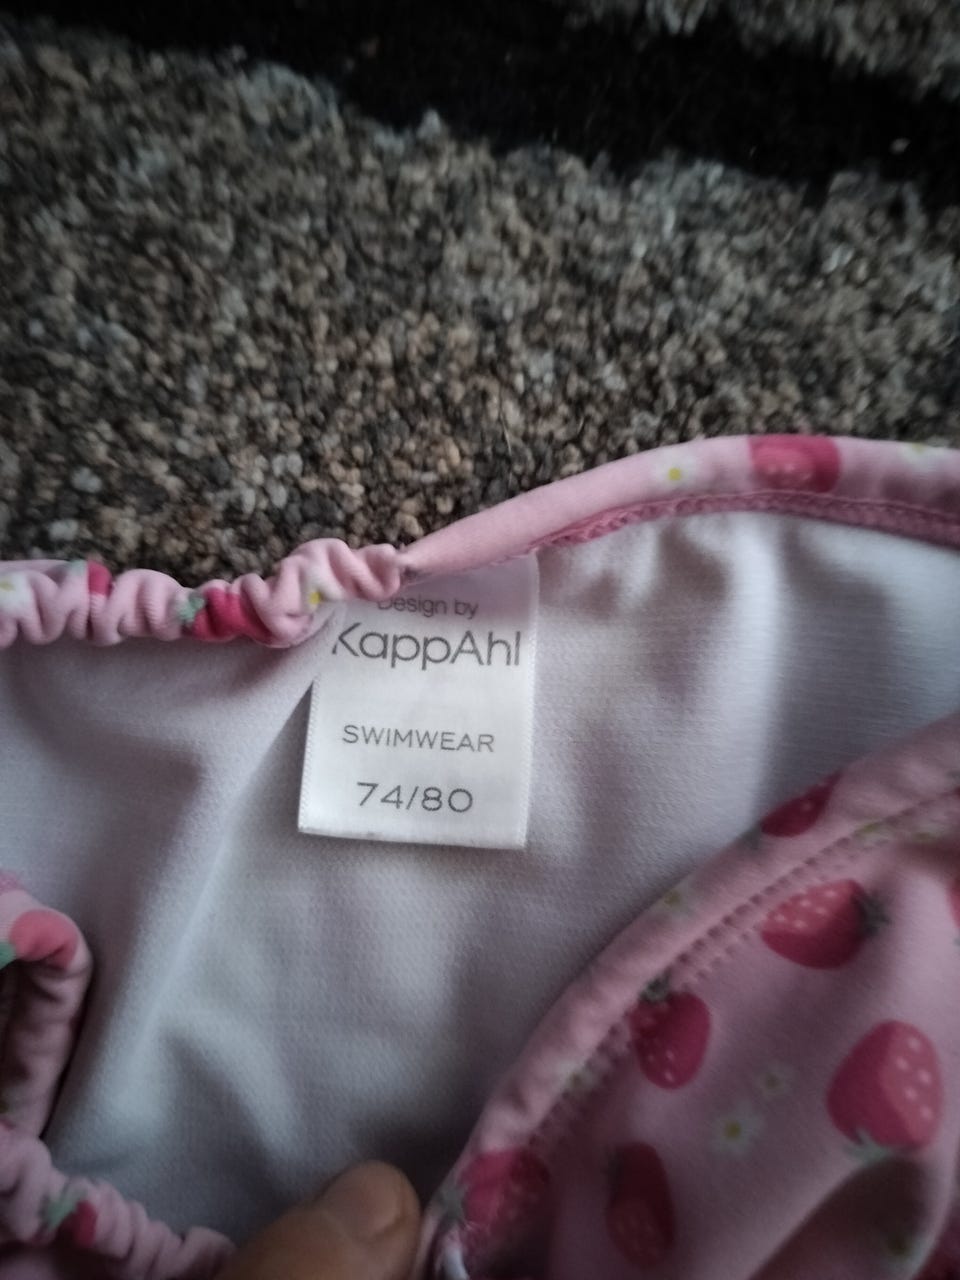 Design by
KappAhl
SWIMWEAR
74/80